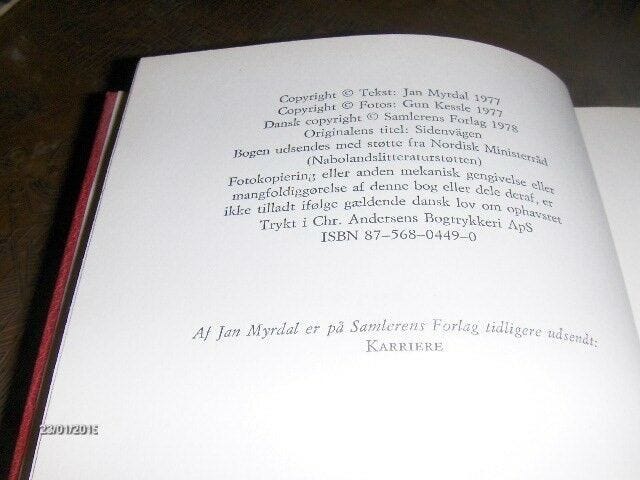 Copyright © Tekst: Jan Myrdal 1977
Copyright © Fotos: Gun Kessle 1977
Dansk copyright © Samlerens Forlag 1978
Originalens titel: Sidenvägen
Bogen udsendes med støtte fra Nordisk Ministerråd
(Nabolandslitteraturstøtten)
Fotokopiering eller anden mekanisk gengivelse eller
mangfoldiggørelse af denne bog eller dele deraf, er
ikke tilladt ifølge gældende dansk lov om ophavsret
Trykt i Chr. Andersens Bogtrykkeri ApS
ISBN 87-568-0449-0
Af Jan Myrdal er på Samlerens Forlag tidligere udsendt:
KARRIERE
23/01/2015